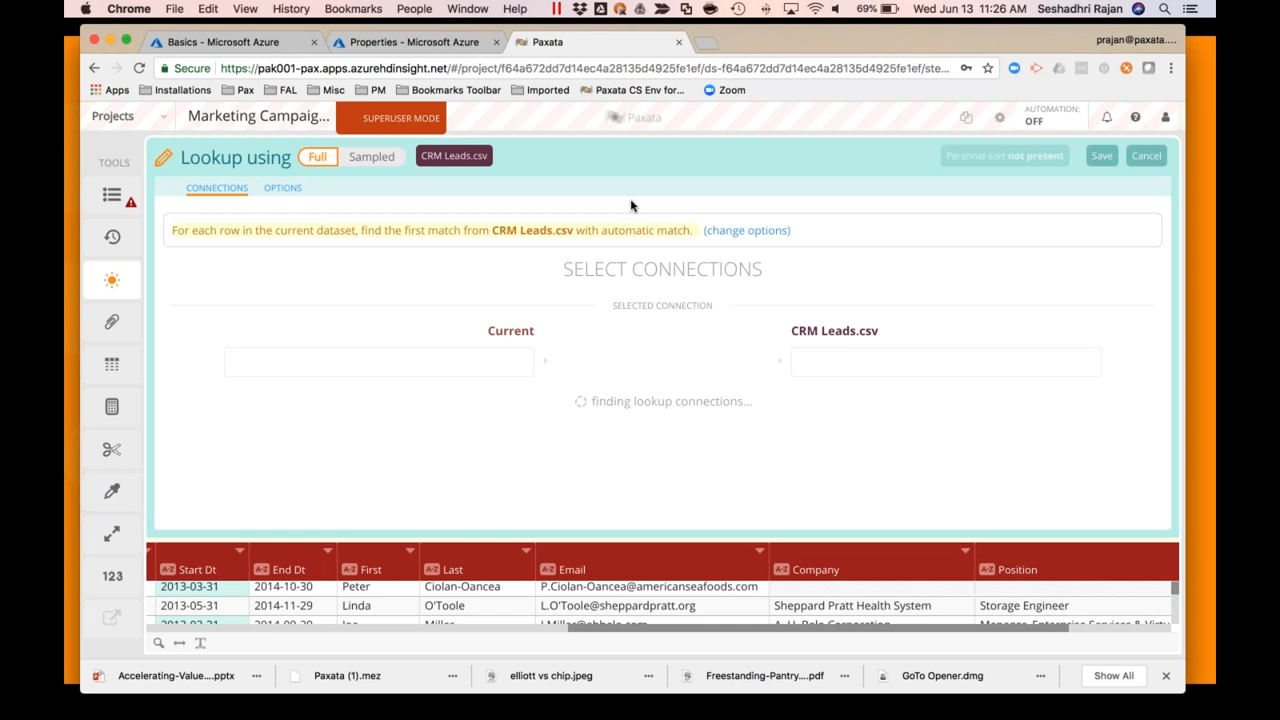 Chrome File Edit View History Bookmarks People Window Help 69% Wed Jun 13 11:26 AM Seshadhri Rajan
Basics - Microsoft Azure Properties - Microsoft Azure Paxata prajan@paxata....
Secure https://pak001-pax.apps.azurehdinsight.net/#/project/f64a672dd7d14ec4a28135d4925fe1ef/ds-f64a672dd7d14ec4a28135d4925fe1ef/ste...
Apps Installations Pax FAL Misc PM Bookmarks Toolbar Imported Paxata CS Env for... Zoom
Projects Marketing Campaig... SUPERUSER MODE Paxata AUTOMATION:
OFF
TOOLS Lookup using Full Sampled CRM Leads.csv Personal sort not present Save Cancel
CONNECTIONS OPTIONS
For each row in the current dataset, find the first match from CRM Leads.csv with automatic match. (change options)
SELECT CONNECTIONS
SELECTED CONNECTION
Current CRM Leads.csv
finding lookup connections...
123
A-Z Start Dt A-Z End Dt A-Z First A-Z Last A-Z Email A-Z Company A-Z Position
2013-03-31 2014-10-30 Peter Ciolan-Oancea P.Ciolan-Oancea@americanseafoods.com
2013-05-31 2014-11-29 Linda O'Toole L.O'Toole@sheppardpratt.org Sheppard Pratt Health System Storage Engineer
Accelerating-Value....pptx Paxata (1).mez elliott vs chip.jpeg Freestanding-Pantry....pdf GoTo Opener.dmg Show All